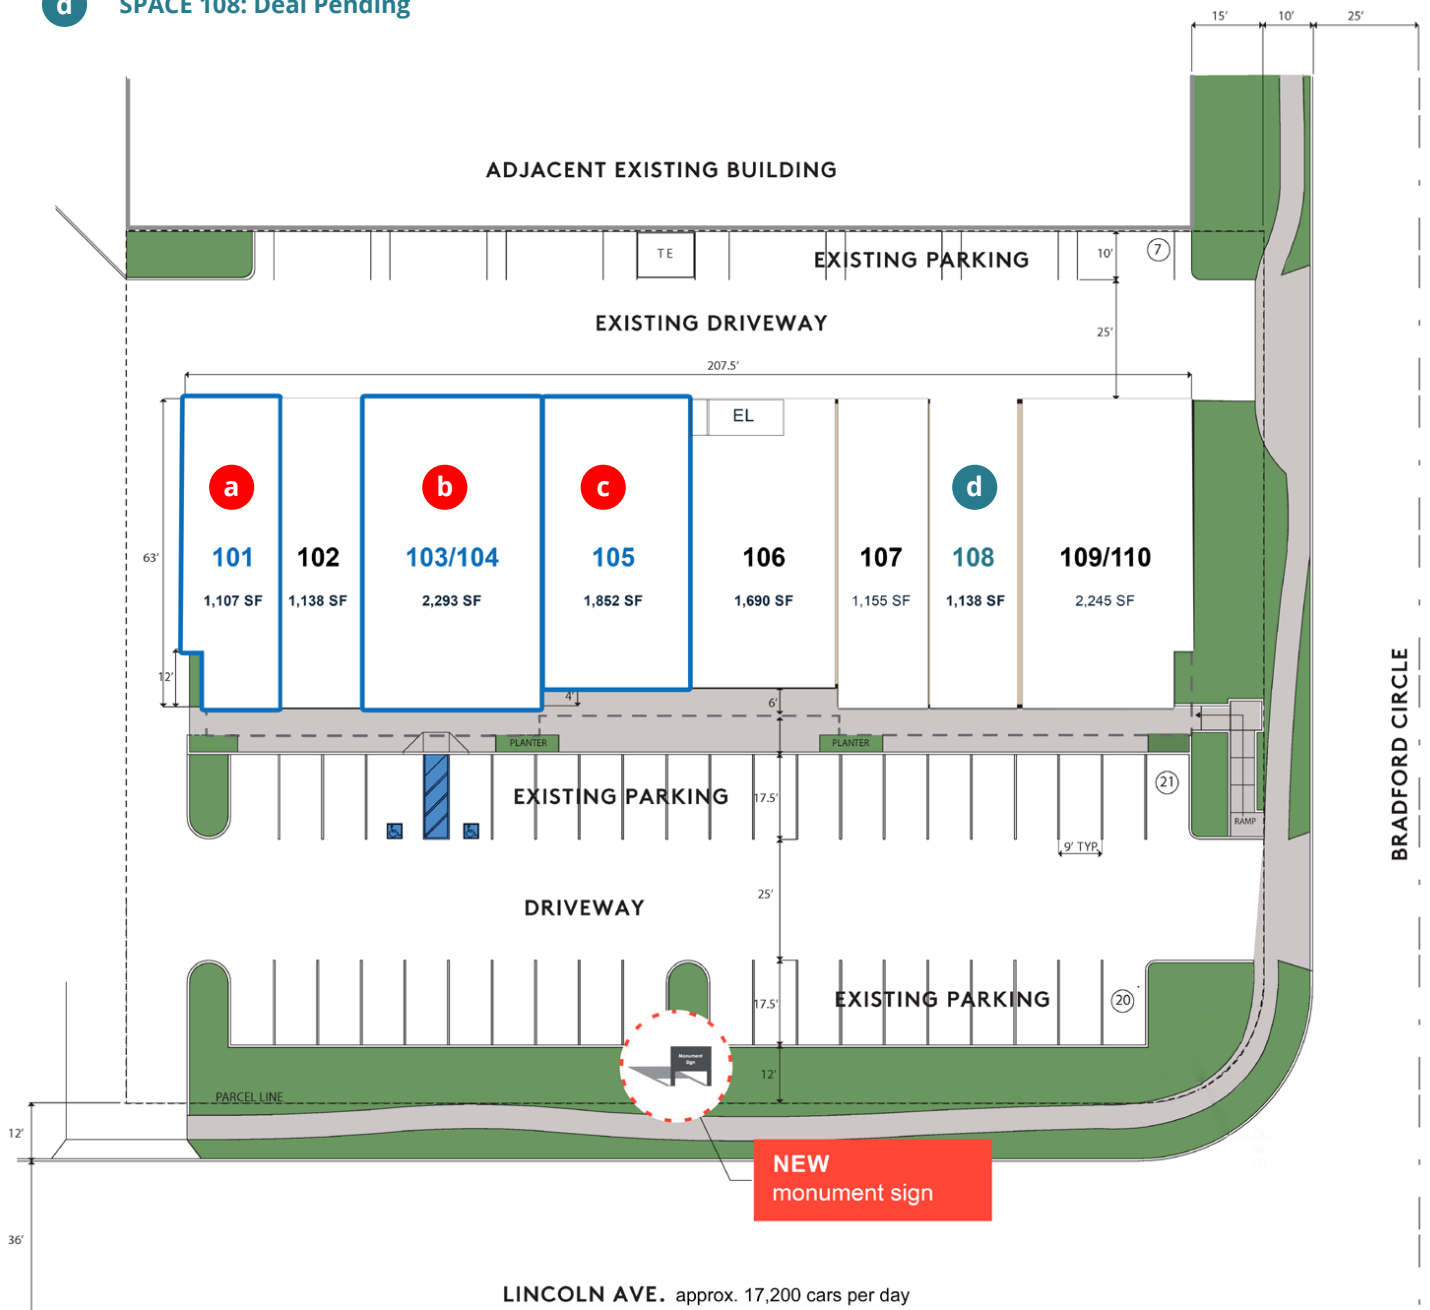 d SPACE 108: Deal Pending
15' 10' 25'
ADJACENT EXISTING BUILDING
TE
EXISTING PARKING
10'
7
EXISTING DRIVEWAY
25'
207.5'
EL
a b c d
63'
101 102 103/104 105 106 107 108 109/110
1,107 SF 1,138 SF 2,293 SF 1,852 SF 1,690 SF 1,155 SF 1,138 SF 2,245 SF
12'
4'
6'
PLANTER
PLANTER
BRADFORD CIRCLE
EXISTING PARKING
17.5'
21
RAMP
9' TYP.
25'
DRIVEWAY
17.5'
EXISTING PARKING
20
Monument
Sign
12'
PARCEL LINE
12'
NEW
monument sign
36'
LINCOLN AVE. approx. 17,200 cars per day